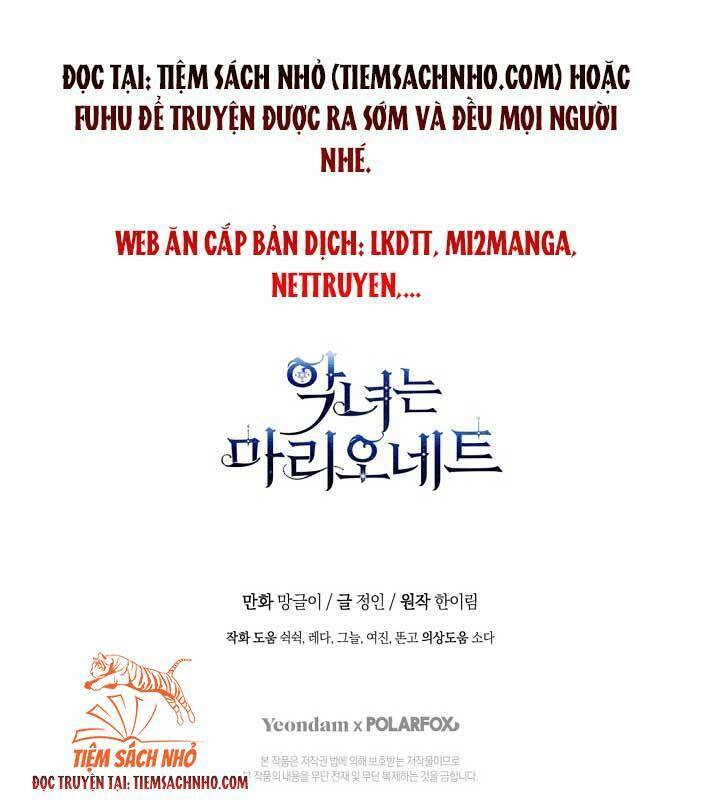 ĐỌC TẠI: TIỆM SÁCH NHỎ (TIEMSACHNHO.COM) HOẶC
FUHU ĐỂ TRUYỆN ĐƯỢC RA SỚM VÀ ĐỀU MỌI NGƯỜI
NHÉ.
WEB ĂN CẮP BẢN DỊCH: LKDTT, MI2MANGA,
NETTRUYEN,...
악녀는
마리오네트
만화 망글이 / 글 정인 / 원작 한이림
작화 도움 쉭쉭, 레다, 그늘, 여진, 뜬고 의상도움 소다
Yeondam x POLARFOX
본 작품은 저작권 법에 의해 보호받는 저작물이므로
본 작품의 내용을 무단 전재 및 무단 복제하는 것을 금합니다.
TIỆM SÁCH NHỎ
ĐỌC TRUYỆN TẠI: TIEMSACHNHO.COM